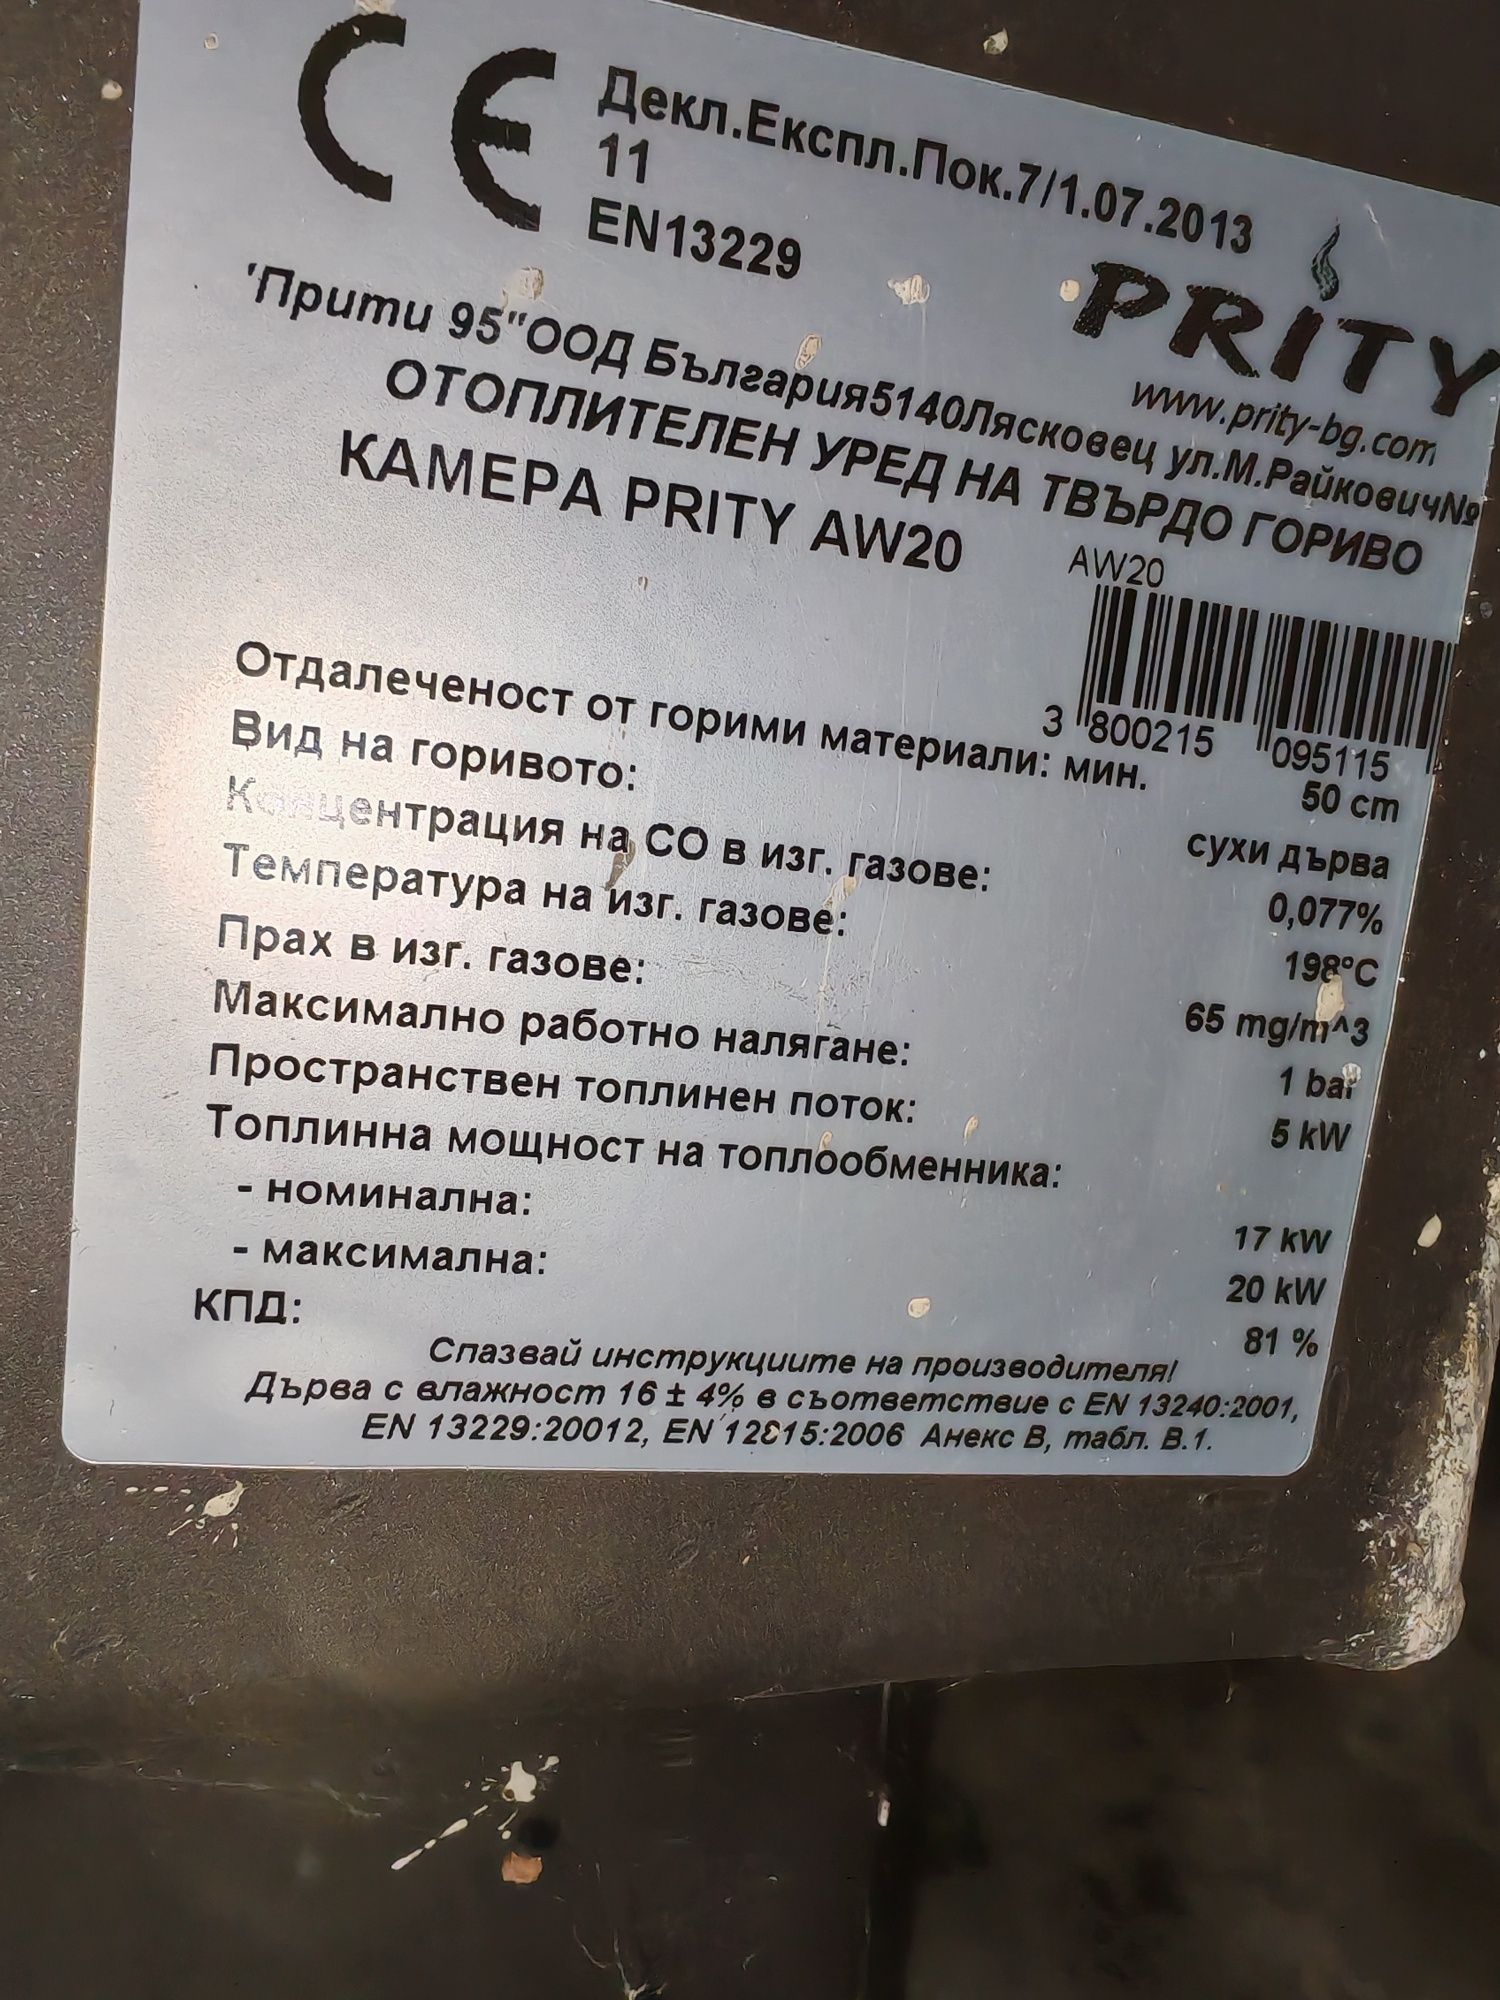 CE
Декл.Експл.Пок.7/1.07.2013
11
EN13229
PRITY
www.prity-bg.com
'Прити 95"ООД България5140Лясковец ул.М.Райкович№
ОТОПЛИТЕЛЕН УРЕД НА ТВЪРДО ГОРИВО
КАМЕРА PRITY AW20
AW20
3 800215 095115
Отдалеченост от горими материали: мин. 50 cm
Вид на горивото: сухи дърва
Концентрация на CO в изг. газове: 0,077%
Температура на изг. газове: 198°C
Прах в изг. газове: 65 mg/m^3
Максимално работно налягане: 1 bar
Пространствен топлинен поток: 5 kW
Топлинна мощност на топлообменника:
- номинална: 17 kW
- максимална: 20 kW
КПД: 81 %
Спазвай инструкциите на производителя!
Дърва с влажност 16 ± 4% в съответствие с EN 13240:2001,
EN 13229:20012, EN 12815:2006 Анекс В, табл. В.1.